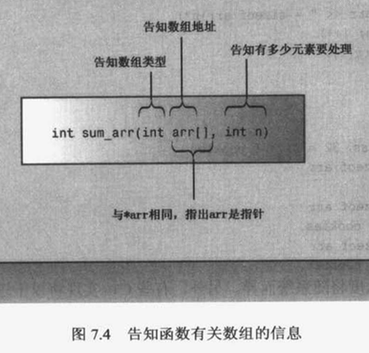 告知数组地址
告知数组类型
告知有多少元素要处理
int sum_arr(int arr[], int n)
与*arr相同，指出arr是指针
图 7.4 告知函数有关数组的信息